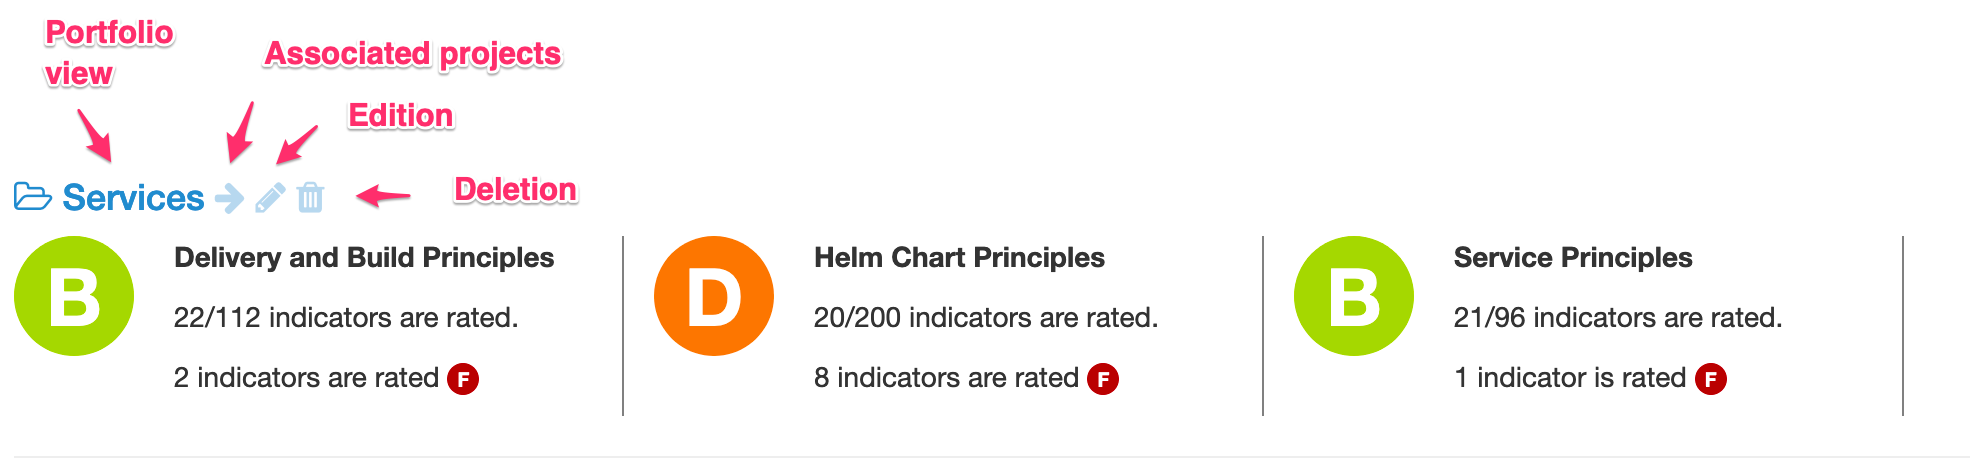 Portfolio
view
Associated projects
Edition
Deletion
Services
B
Delivery and Build Principles
22/112 indicators are rated.
2 indicators are rated F
D
Helm Chart Principles
20/200 indicators are rated.
8 indicators are rated F
B
Service Principles
21/96 indicators are rated.
1 indicator is rated F